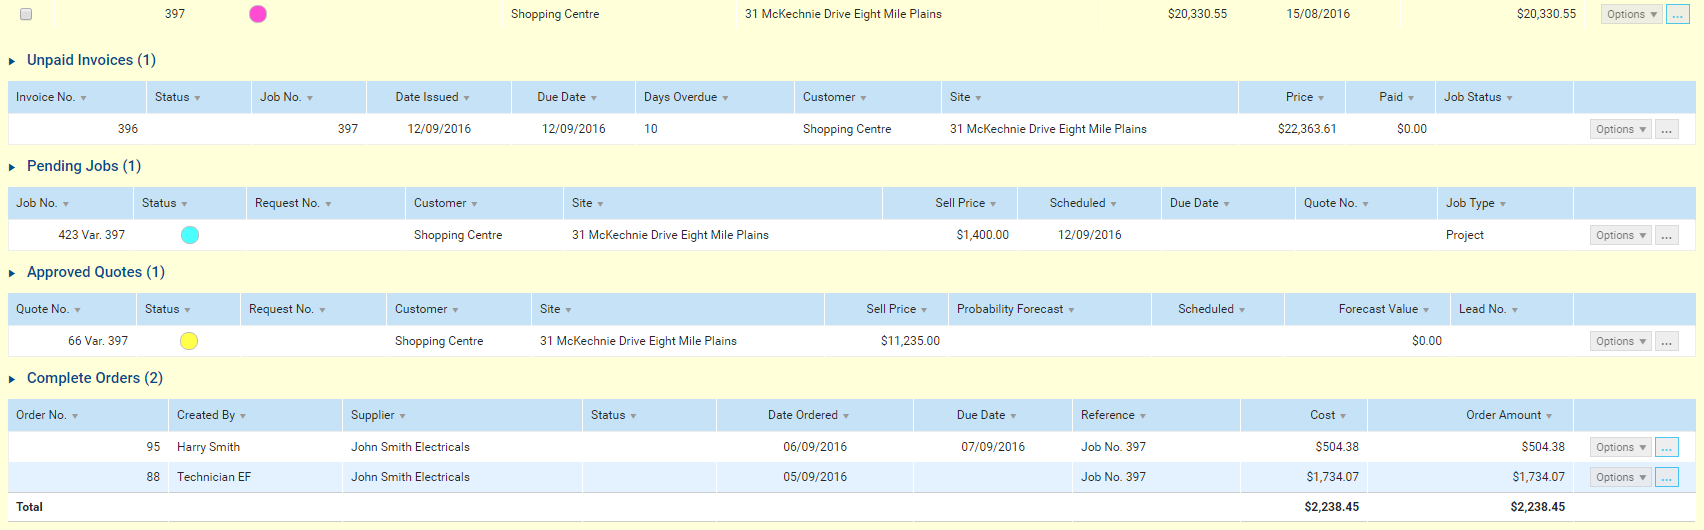 397 Shopping Centre 31 McKechnie Drive Eight Mile Plains $20,330.55 15/08/2016 $20,330.55 Options ...
Unpaid Invoices (1)
Invoice No. Status Job No. Date Issued Due Date Days Overdue Customer Site Price Paid Job Status
396 397 12/09/2016 12/09/2016 10 Shopping Centre 31 McKechnie Drive Eight Mile Plains $22,363.61 $0.00 Options ...
Pending Jobs (1)
Job No. Status Request No. Customer Site Sell Price Scheduled Due Date Quote No. Job Type
423 Var. 397 Shopping Centre 31 McKechnie Drive Eight Mile Plains $1,400.00 12/09/2016 Project Options ...
Approved Quotes (1)
Quote No. Status Request No. Customer Site Sell Price Probability Forecast Scheduled Forecast Value Lead No.
66 Var. 397 Shopping Centre 31 McKechnie Drive Eight Mile Plains $11,235.00 $0.00 Options ...
Complete Orders (2)
Order No. Created By Supplier Status Date Ordered Due Date Reference Cost Order Amount
95 Harry Smith John Smith Electricals 06/09/2016 07/09/2016 Job No. 397 $504.38 $504.38 Options ...
88 Technician EF John Smith Electricals 05/09/2016 Job No. 397 $1,734.07 $1,734.07 Options ...
Total $2,238.45 $2,238.45